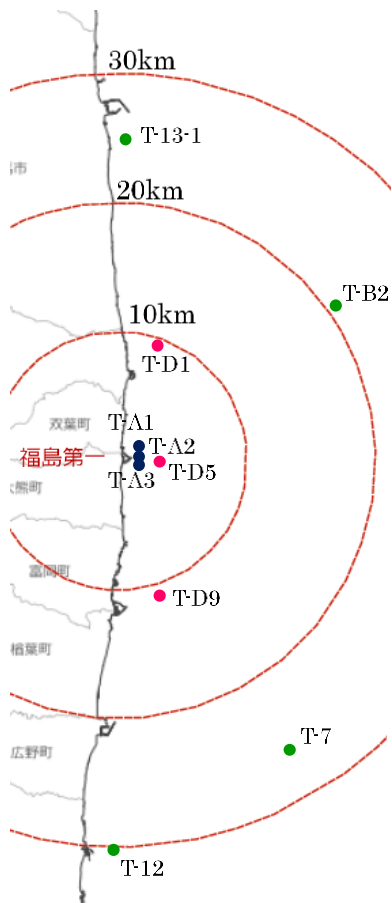 30km
T-13-1
市
20km
T-B2
10km
T-D1
双葉町
T-A1
T-A2
福島第一
T-D5
T-A3
大熊町
富岡町
T-D9
楢葉町
T-7
広野町
T-12